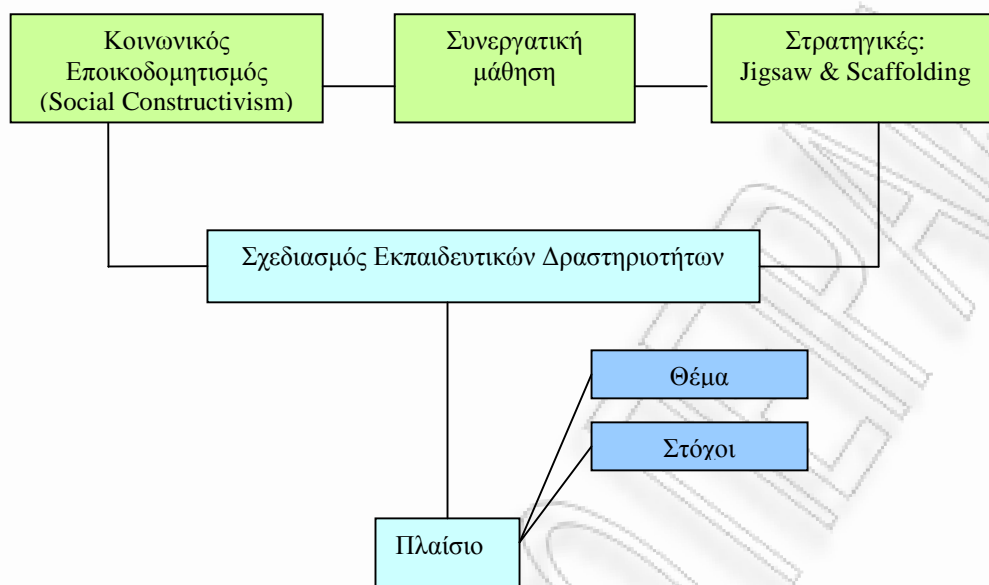 Κοινωνικός
Εποικοδομητισμός
(Social Constructivism)
Συνεργατική
μάθηση
Στρατηγικές:
Jigsaw & Scaffolding
Σχεδιασμός Εκπαιδευτικών Δραστηριοτήτων
Θέμα
Στόχοι
Πλαίσιο